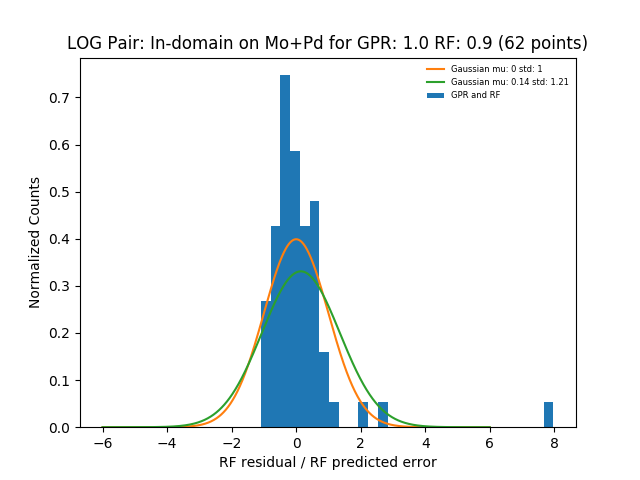 LOG Pair: In-domain on Mo+Pd for GPR: 1.0 RF: 0.9 (62 points)
Gaussian mu: 0 std: 1
Gaussian mu: 0.14 std: 1.21
GPR and RF
Normalized Counts
0.7
0.6
0.5
0.4
0.3
0.2
0.1
0.0
−6 −4 −2 0 2 4 6 8
RF residual / RF predicted error